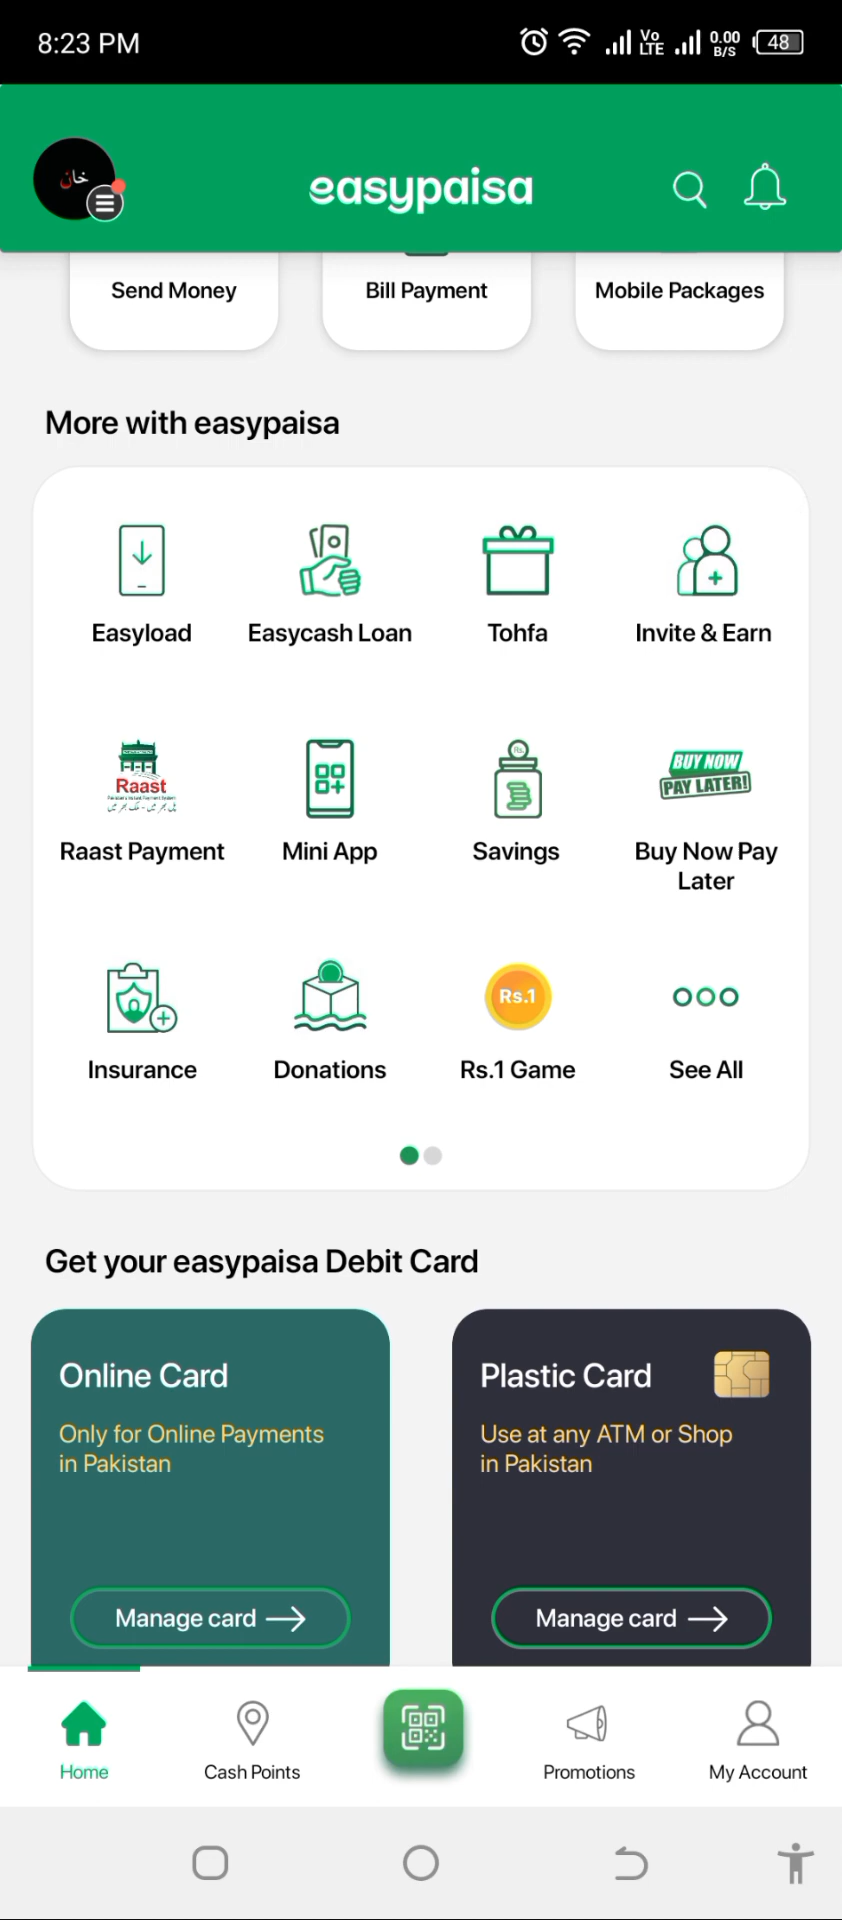 8:23 PM
Vo LTE
0.00 B/S
48
خان
easypaisa
Send Money
Bill Payment
Mobile Packages
More with easypaisa
Easyload
Easycash Loan
Tohfa
Invite & Earn
Raast
Rs.
BUY NOW
PAY LATER!
Raast Payment
Mini App
Savings
Buy Now Pay
Later
Rs.1
Insurance
Donations
Rs.1 Game
See All
Get your easypaisa Debit Card
Online Card
Only for Online Payments
in Pakistan
Manage card
Plastic Card
Use at any ATM or Shop
in Pakistan
Manage card
Home
Cash Points
Promotions
My Account